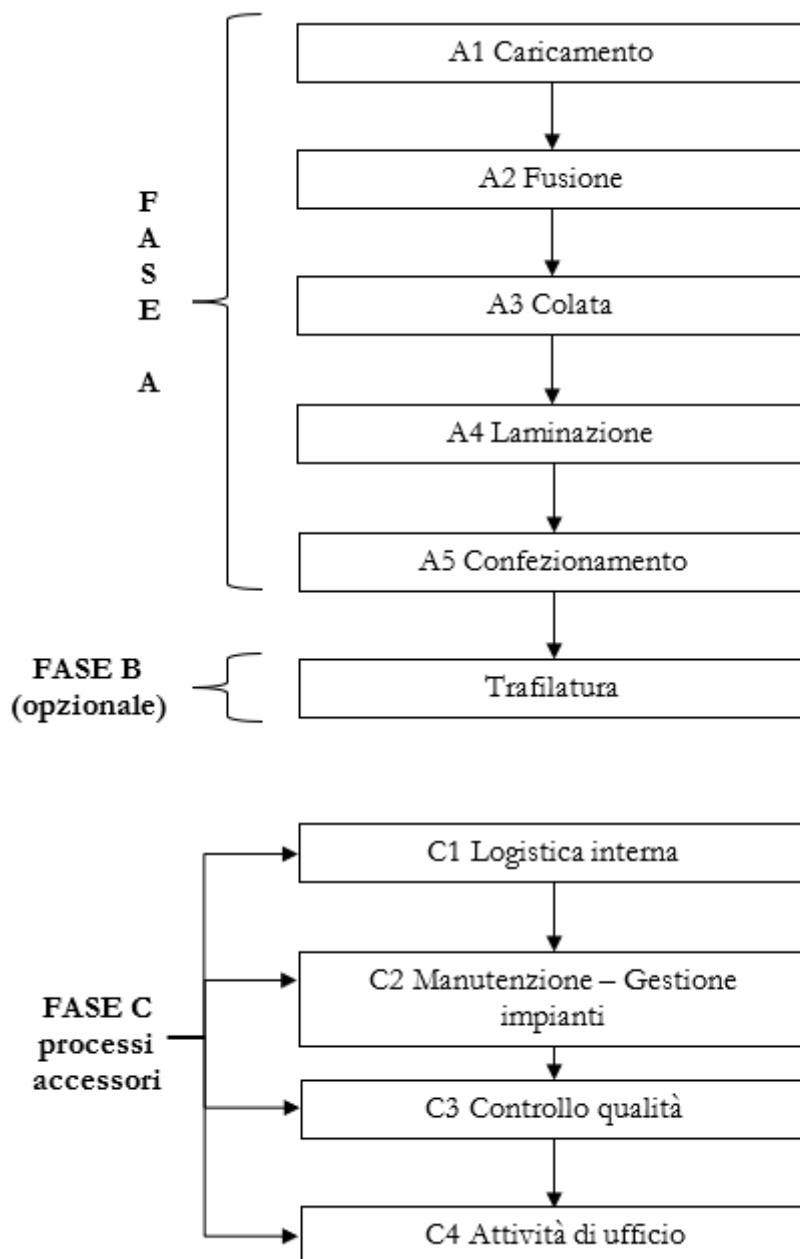 A1 Caricamento
A2 Fusione
A3 Colata
A4 Laminazione
A5 Confezionamento
F
A
S
E
A
FASE B
(opzionale)
Trafilatura
C1 Logistica interna
C2 Manutenzione – Gestione
impianti
C3 Controllo qualità
C4 Attività di ufficio
FASE C
processi
accessori